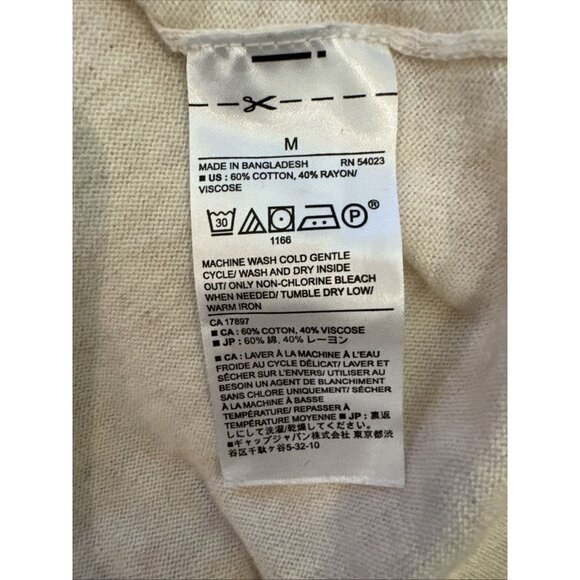 M
MADE IN BANGLADESH RN 54023
■ US : 60% COTTON, 40% RAYON/
VISCOSE
30 P®
1166
MACHINE WASH COLD GENTLE
CYCLE/ WASH AND DRY INSIDE
OUT/ ONLY NON-CHLORINE BLEACH
WHEN NEEDED/ TUMBLE DRY LOW/
WARM IRON
CA 17897
■ CA : 60% COTTON, 40% VISCOSE
■ JP : 60% 綿, 40% レーヨン
■ CA : LAVER À LA MACHINE À L'EAU
FROIDE AU CYCLE DÉLICAT/ LAVER ET
SÉCHER SUR L'ENVERS/ UTILISER AU
BESOIN UN AGENT DE BLANCHIMENT
SANS CHLORE UNIQUEMENT/ SÉCHER
À LA MACHINE À BASSE
TEMPÉRATURE/ REPASSER À
TEMPÉRATURE MOYENNE ■ JP : 裏返
しにして洗濯/乾燥してください。
■ギャップジャパン株式会社 東京都渋
谷区千駄ヶ谷5-32-10